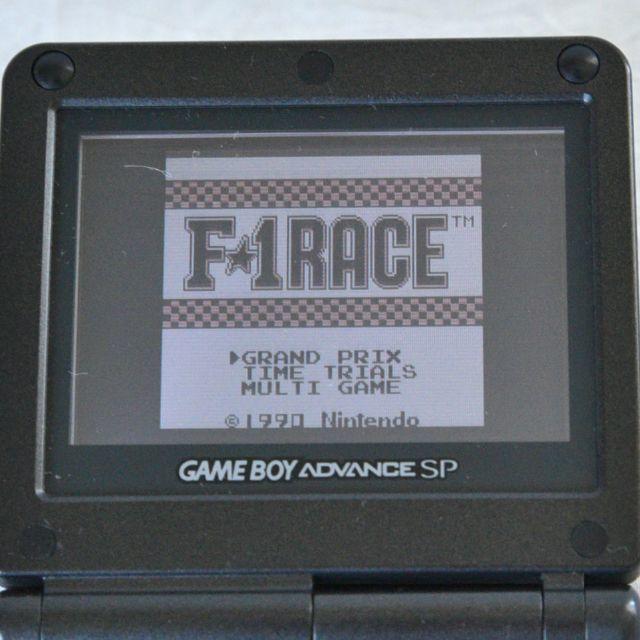 F★1RACE™
▶GRAND PRIX
TIME TRIALS
MULTI GAME
©1990 Nintendo
GAME BOY ADVANCE SP